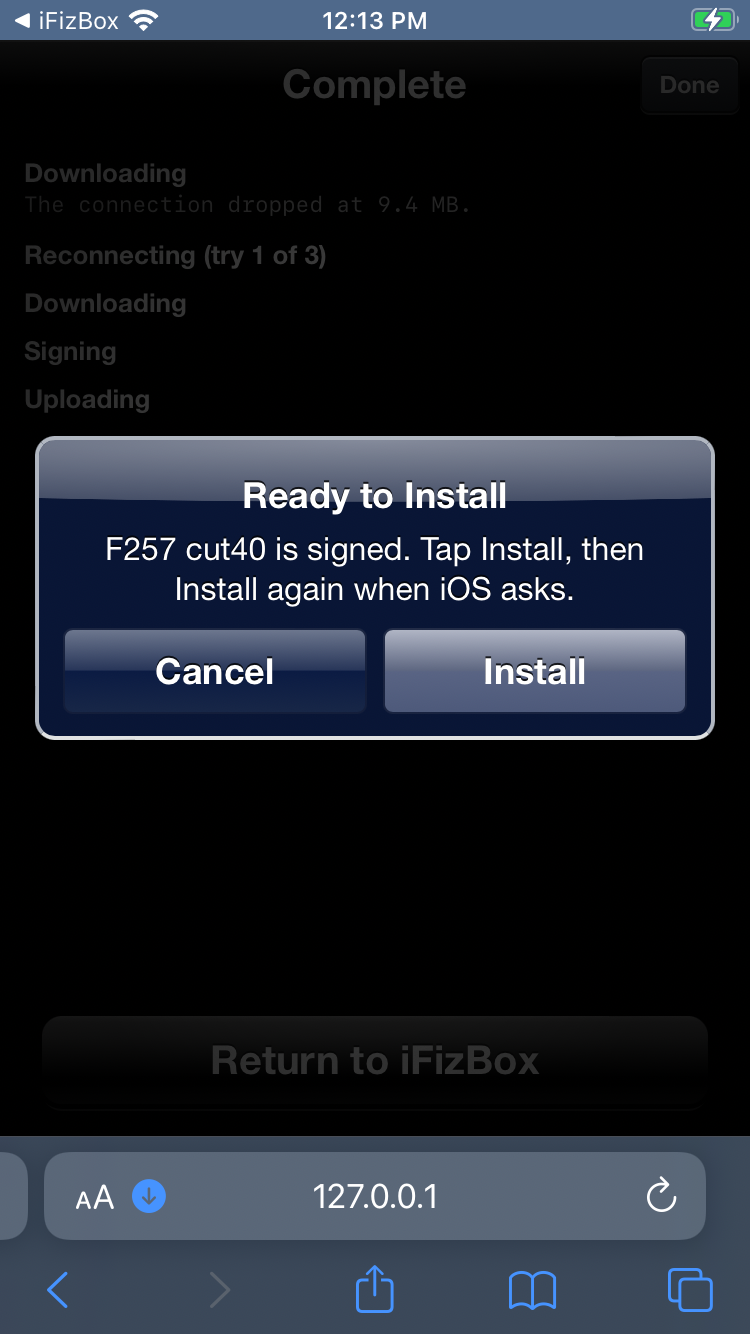 iFizBox
12:13 PM
Complete
Done
Downloading
The connection dropped at 9.4 MB.
Reconnecting (try 1 of 3)
Downloading
Signing
Uploading
Ready to Install
F257 cut40 is signed. Tap Install, then
Install again when iOS asks.
Cancel
Install
Return to iFizBox
AA
127.0.0.1